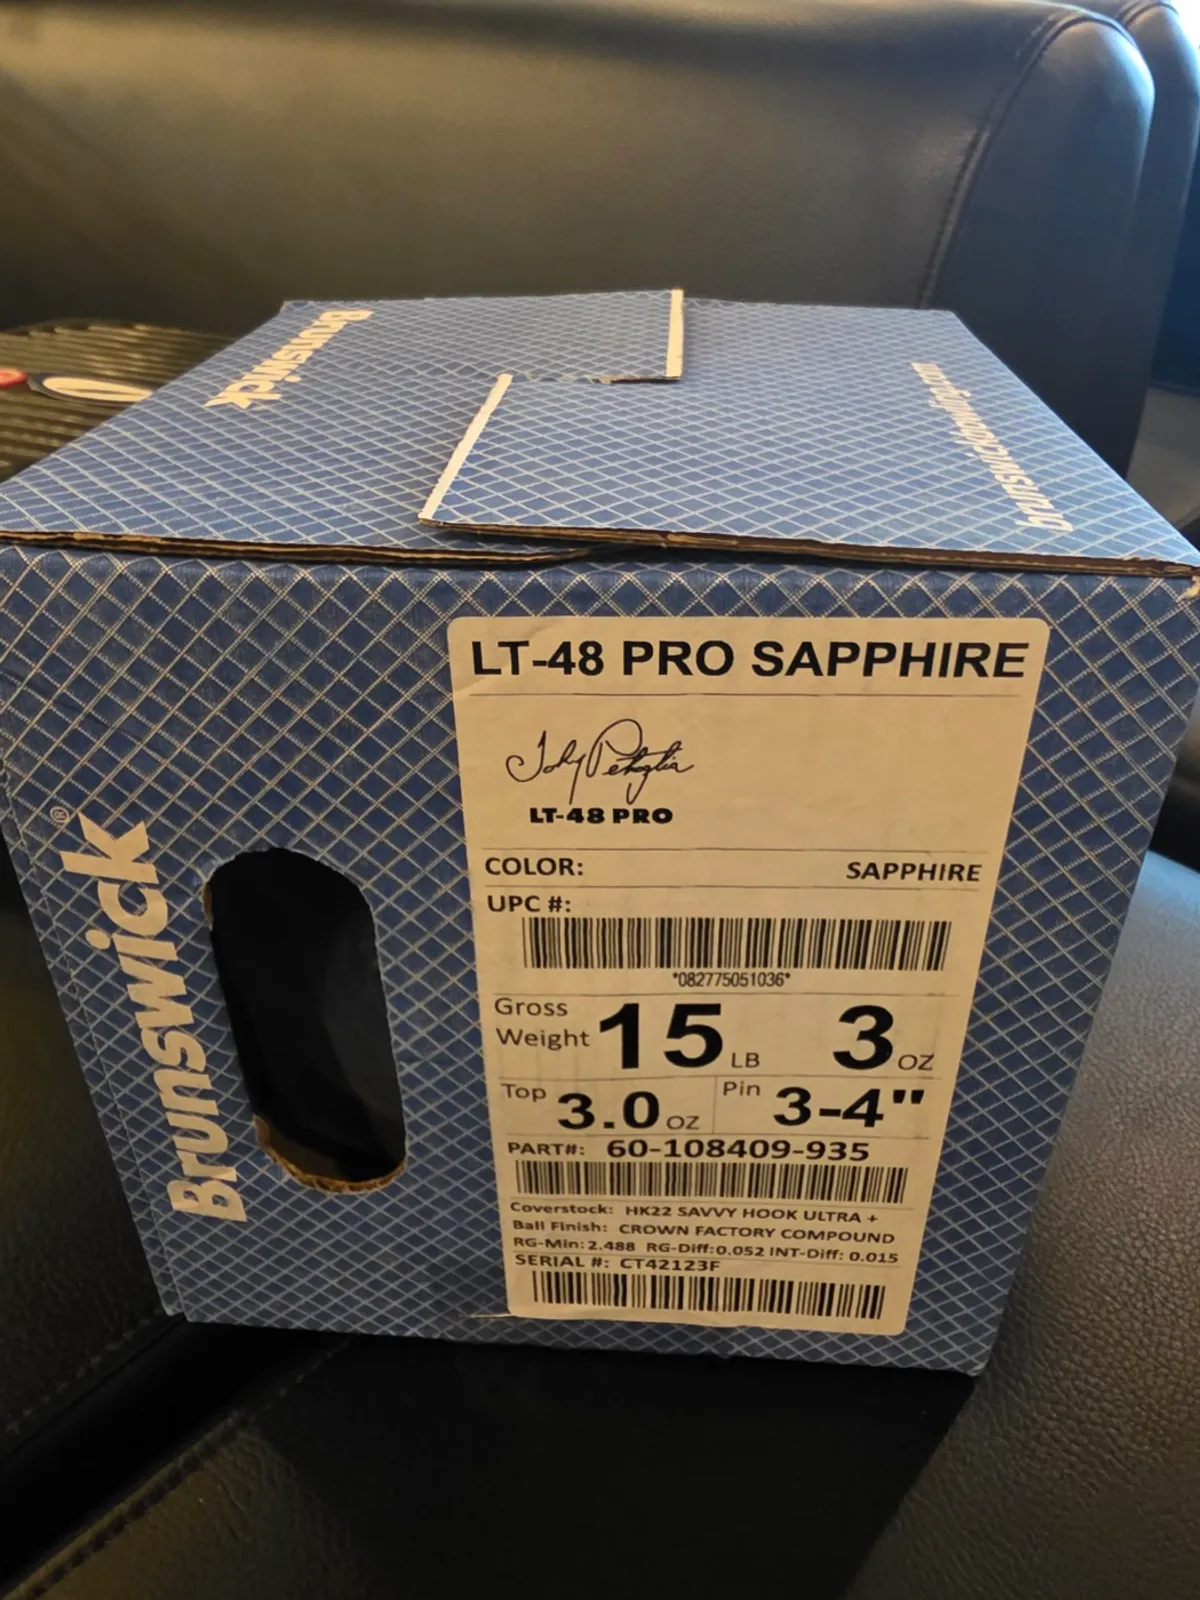 Brunswick
brunswickbowling.com
Brunswick®
LT-48 PRO SAPPHIRE
Johnny Petraglia
LT-48 PRO
COLOR: SAPPHIRE
UPC #:
*082775051036*
Gross Weight 15 LB 3 OZ
Top 3.0 OZ Pin 3-4"
PART#: 60-108409-935
Coverstock: HK22 SAVVY HOOK ULTRA +
Ball Finish: CROWN FACTORY COMPOUND
RG-Min: 2.488 RG-Diff: 0.052 INT-Diff: 0.015
SERIAL #: CT42123F